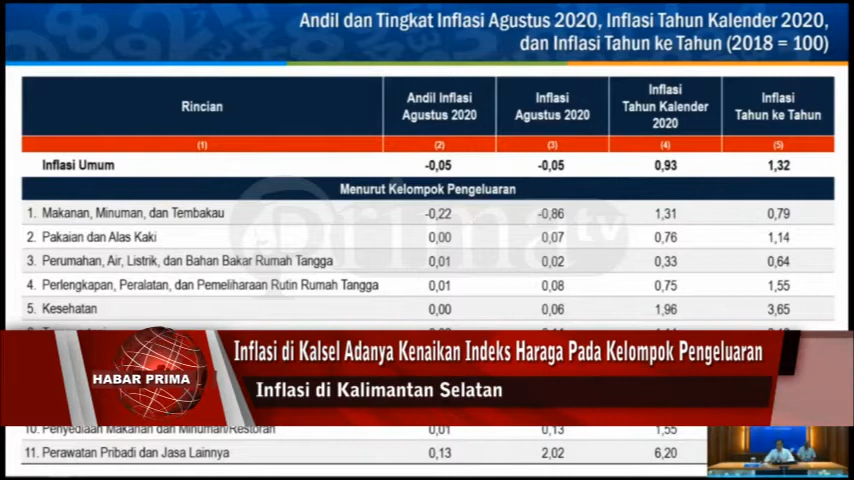 Andil dan Tingkat Inflasi Agustus 2020, Inflasi Tahun Kalender 2020,
dan Inflasi Tahun ke Tahun (2018 = 100)
Rincian Andil Inflasi Agustus 2020 Inflasi Agustus 2020 Inflasi Tahun Kalender 2020 Inflasi Tahun ke Tahun
(1) (2) (3) (4) (5)
Inflasi Umum -0,05 -0,05 0,93 1,32
Menurut Kelompok Pengeluaran
1. Makanan, Minuman, dan Tembakau -0,22 -0,86 1,31 0,79
2. Pakaian dan Alas Kaki 0,00 0,07 0,76 1,14
3. Perumahan, Air, Listrik, dan Bahan Bakar Rumah Tangga 0,01 0,02 0,33 0,64
4. Perlengkapan, Peralatan, dan Pemeliharaan Rutin Rumah Tangga 0,01 0,08 0,75 1,55
5. Kesehatan 0,00 0,06 1,96 3,65
prima tv
Inflasi di Kalsel Adanya Kenaikan Indeks Haraga Pada Kelompok Pengeluaran
HABAR PRIMA
Inflasi di Kalimantan Selatan
10. Penyediaan Makanan dan Minuman/Restoran 0,01 0,13 1,55
11. Perawatan Pribadi dan Jasa Lainnya 0,13 2,02 6,20